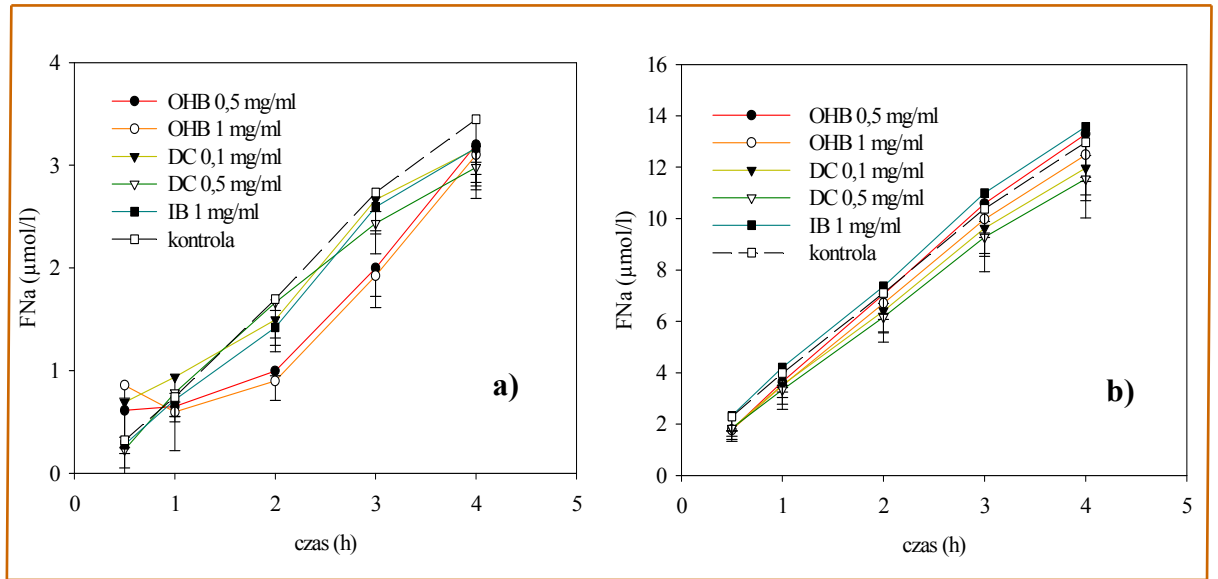 4
3
2
1
0
FNa (µmol/l)
OHB 0,5 mg/ml
OHB 1 mg/ml
DC 0,1 mg/ml
DC 0,5 mg/ml
IB 1 mg/ml
kontrola
a)
0 1 2 3 4 5
czas (h)
16
14
12
10
8
6
4
2
0
FNa (µmol/l)
OHB 0,5 mg/ml
OHB 1 mg/ml
DC 0,1 mg/ml
DC 0,5 mg/ml
IB 1 mg/ml
kontrola
b)
0 1 2 3 4 5
czas (h)